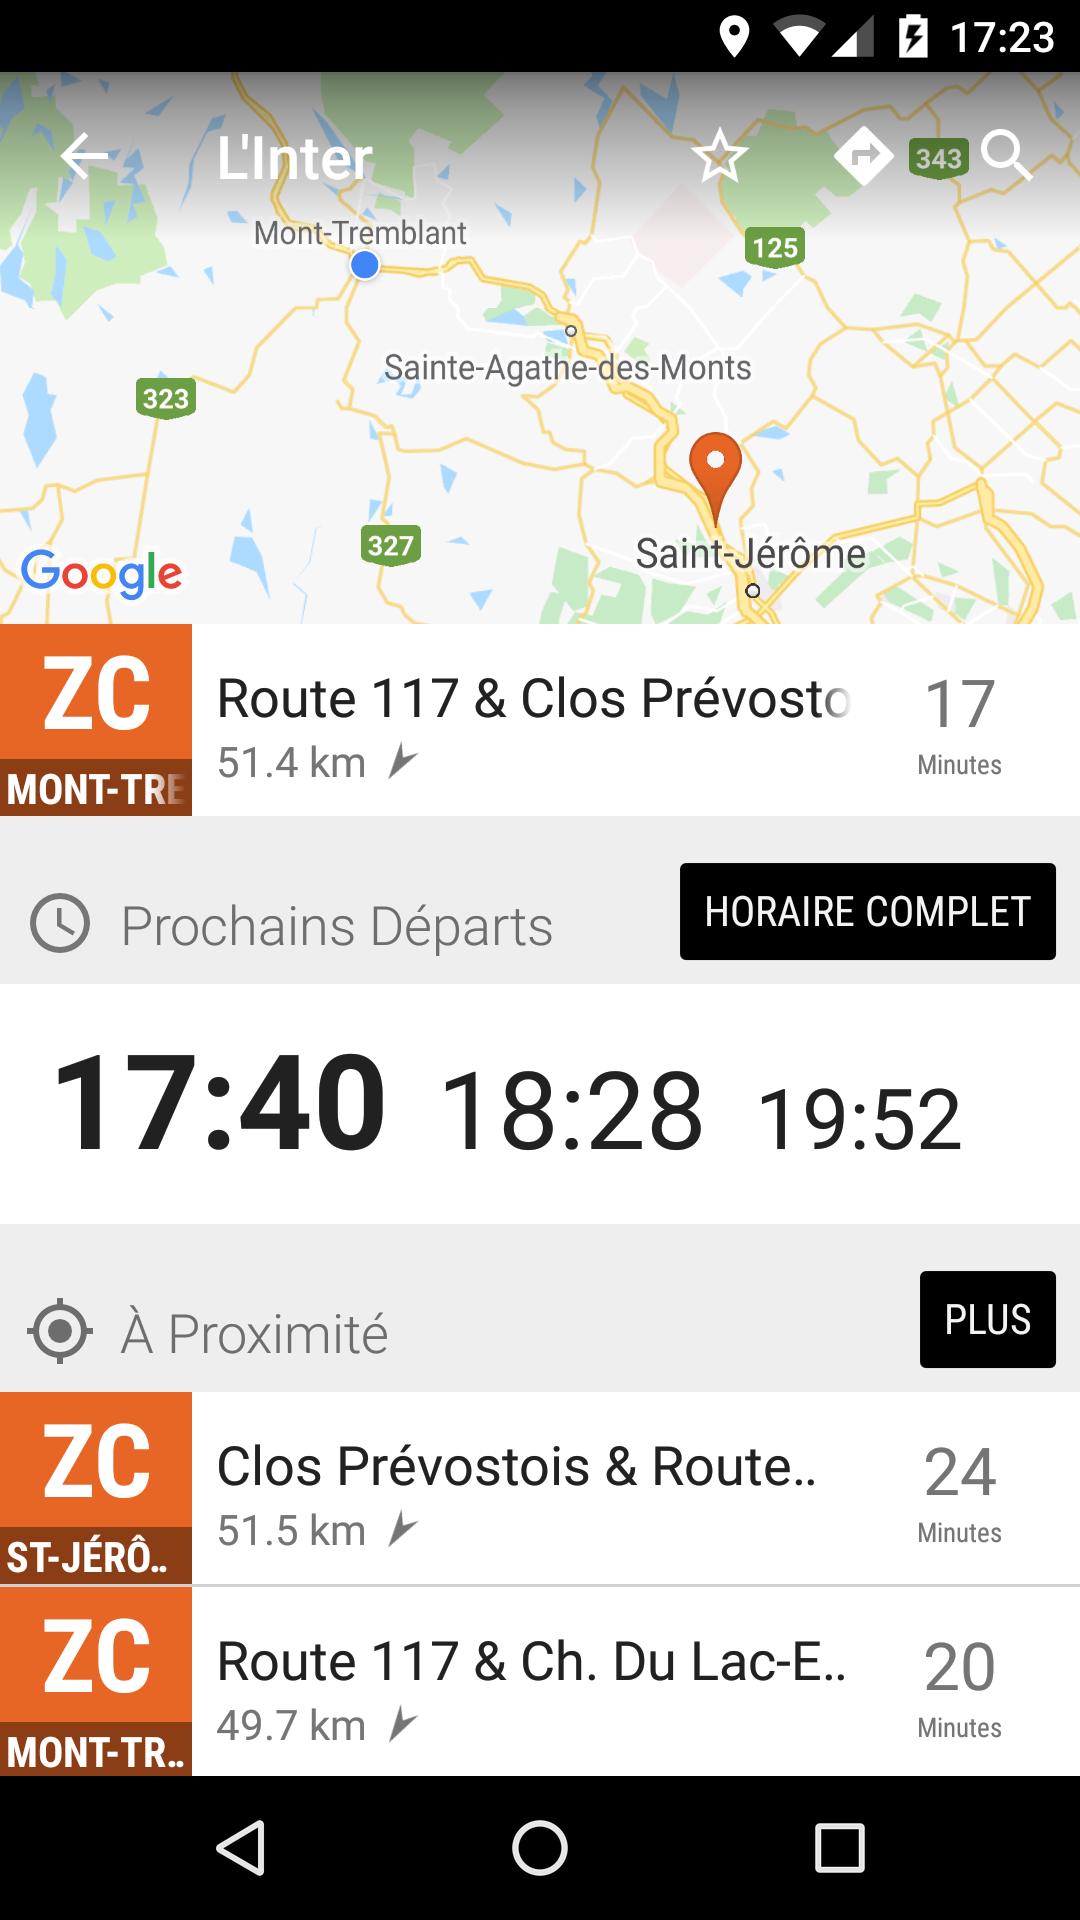 17:23
L'Inter
343
Mont-Tremblant
125
Sainte-Agathe-des-Monts
323
327
Saint-Jérôme
Google
ZC
MONT-TRE
Route 117 & Clos Prévosto
51.4 km
17
Minutes
Prochains Départs
HORAIRE COMPLET
17:40 18:28 19:52
À Proximité
PLUS
ZC
ST-JÉRÔ..
Clos Prévostois & Route..
51.5 km
24
Minutes
ZC
MONT-TR..
Route 117 & Ch. Du Lac-E..
49.7 km
20
Minutes